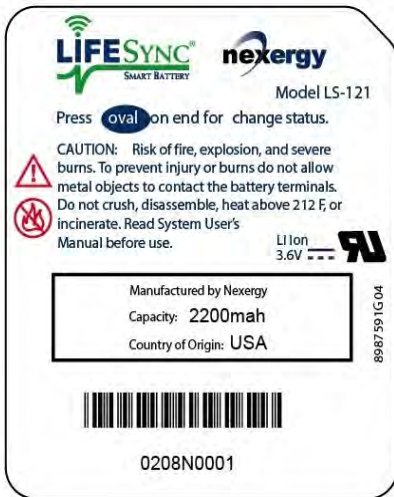 LIFESYNC®
SMART BATTERY
nexergy
Model LS-121
Press oval on end for change status.
CAUTION: Risk of fire, explosion, and severe
burns. To prevent injury or burns do not allow
metal objects to contact the battery terminals.
Do not crush, disassemble, heat above 212 F, or
incinerate. Read System User's
Manual before use.
LI Ion
3.6V
Manufactured by Nexergy
Capacity: 2200mah
Country of Origin: USA
8987591G04
0208N0001